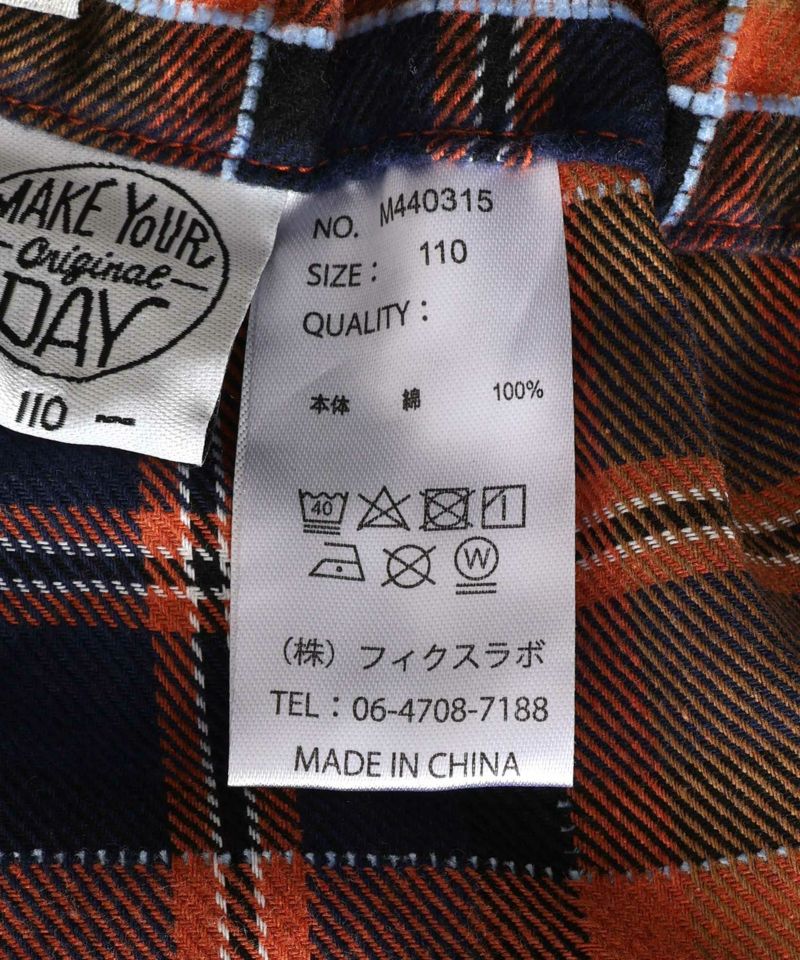 MAKE YOUR
Original
DAY
110
NO. M440315
SIZE : 110
QUALITY :
本体 綿 100%
40
W
(株) フィクスラボ
TEL : 06-4708-7188
MADE IN CHINA